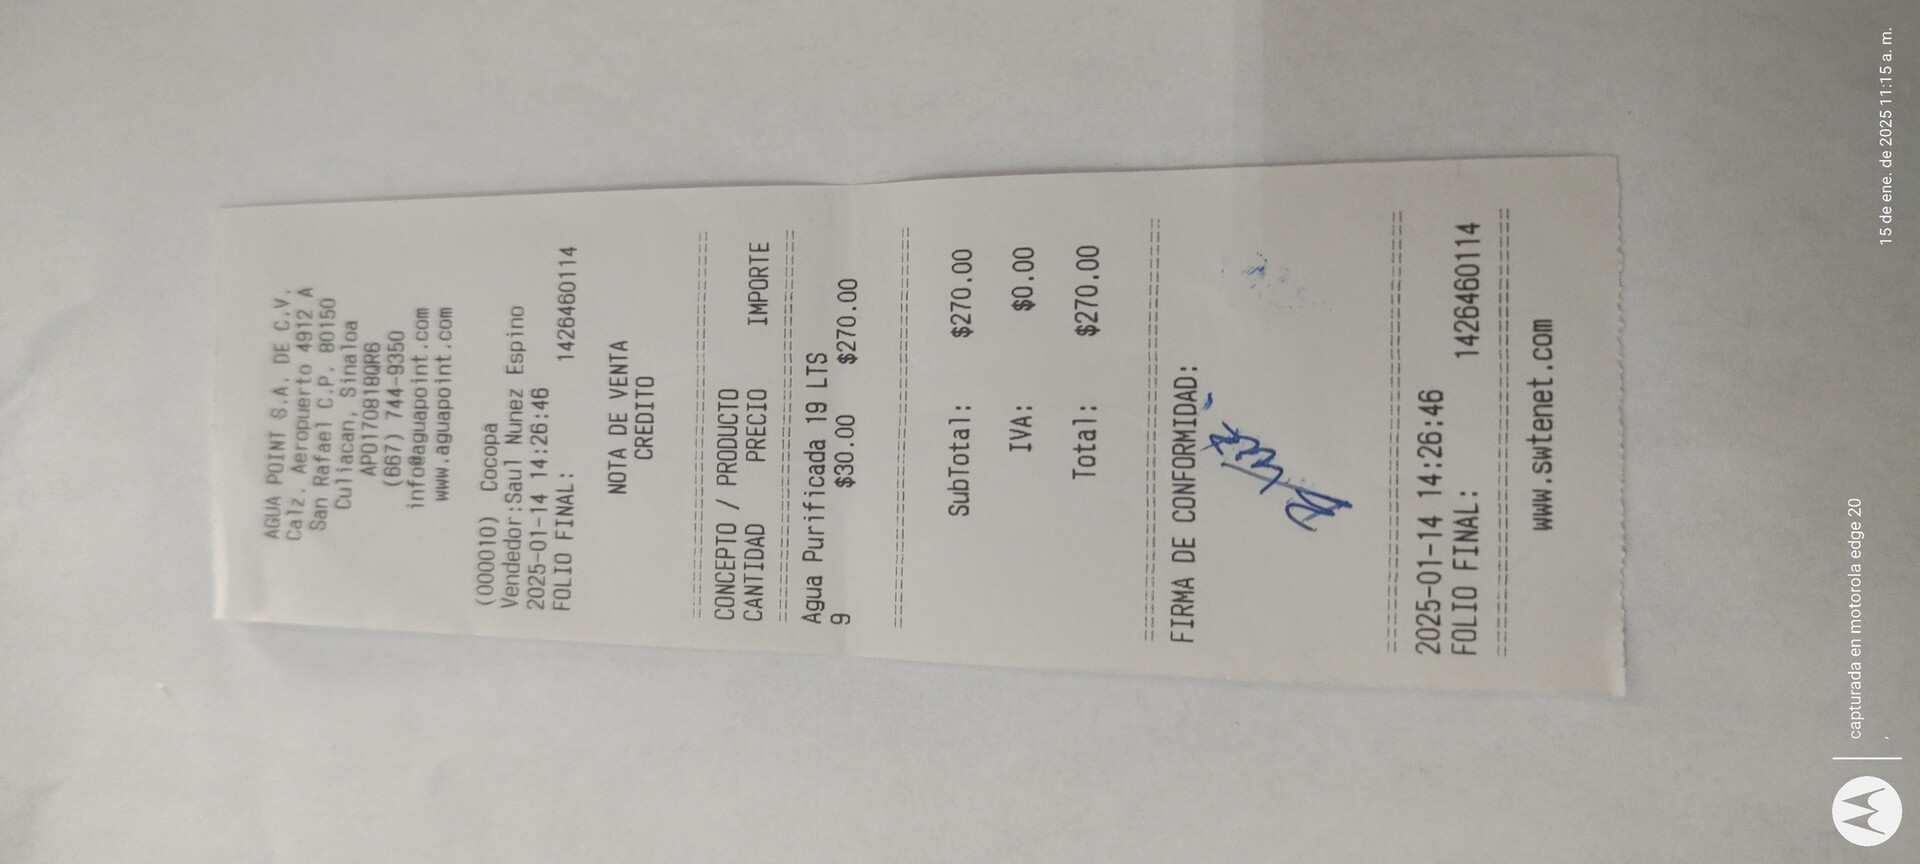 AGUA POINT S.A. DE C.V.
Calz. Aeropuerto 4912 A
San Rafael C.P. 80150
Culiacan, Sinaloa
APO170818QR6
(667) 744-9350
info@aguapoint.com
www.aguapoint.com
(000010) Cocopa
Vendedor:Saul Nunez Espino
2025-01-14 14:26:46
FOLIO FINAL: 1426460114
NOTA DE VENTA
CREDITO
CONCEPTO / PRODUCTO
CANTIDAD PRECIO IMPORTE
Agua Purificada 19 LTS
9 $30.00 $270.00
SubTotal: $270.00
IVA: $0.00
Total: $270.00
FIRMA DE CONFORMIDAD:
2025-01-14 14:26:46
FOLIO FINAL: 1426460114
www.swtenet.com
capturada en motorola edge 20
15 de ene. de 2025 11:15 a. m.